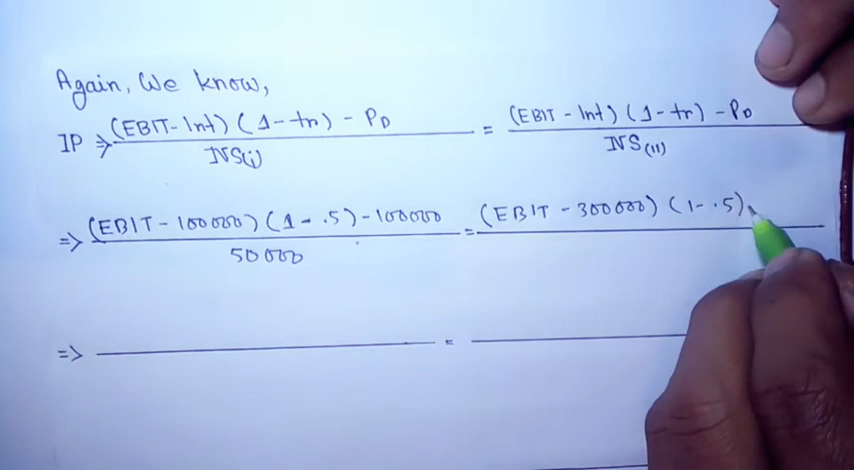 Again, We know,
IP ⇒ (EBIT - Int) (1 - tr) - PD / NS(i) = (EBIT - Int) (1 - tr) - PD / NS(II)
=> (EBIT - 100000) (1 - .5) - 100000 / 50000 = (EBIT - 300000) (1 - .5)
=> =